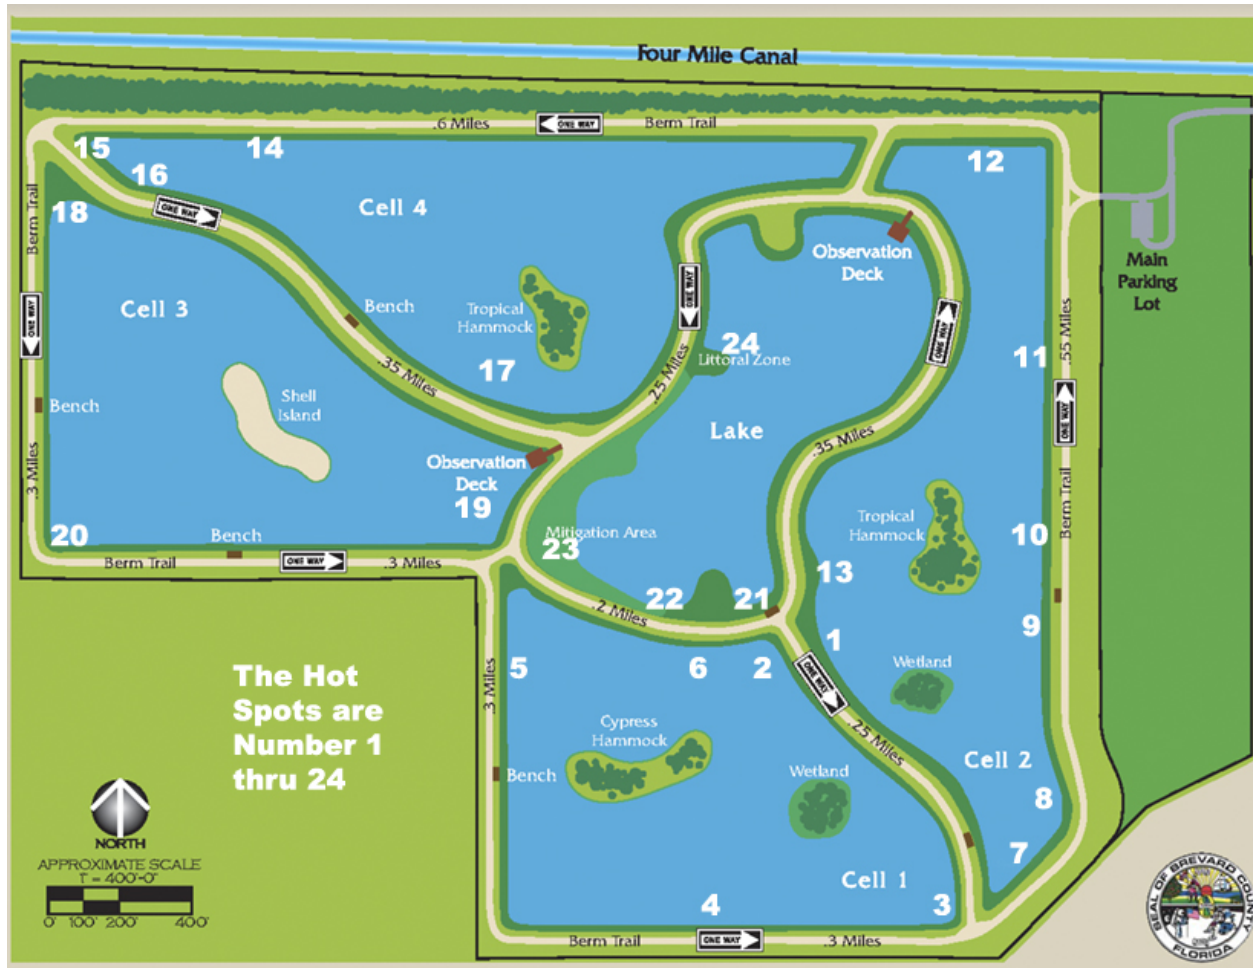 Four Mile Canal
.6 Miles
ONE WAY
Berm Trail
15
14
12
16
Cell 4
18
Berm Trail
ONE WAY
Observation
Deck
Main
Parking
Lot
Cell 3
ONE WAY
Bench
Tropical
Hammock
ONE WAY
ONE WAY
.55 Miles
24
Littoral Zone
11
17
.35 Miles
.25 Miles
Shell
Island
Bench
ONE WAY
Lake
.35 Miles
Observation
Deck
19
.3 Miles
Berm Trail
Tropical
Hammock
10
20
Bench
Mitigation Area
23
Berm Trail
ONE WAY
.3 Miles
13
22
21
.2 Miles
9
1
5
6
2
ONE WAY
Wetland
.3 Miles
The Hot
Spots are
Number 1
thru 24
Cypress
Hammock
.25 Miles
Cell 2
Bench
Wetland
8
7
NORTH
APPROXIMATE SCALE
1" = 400'-0"
0' 100' 200' 400'
Cell 1
4
3
Berm Trail
ONE WAY
.3 Miles
SEAL OF BREVARD COUNTY
FLORIDA